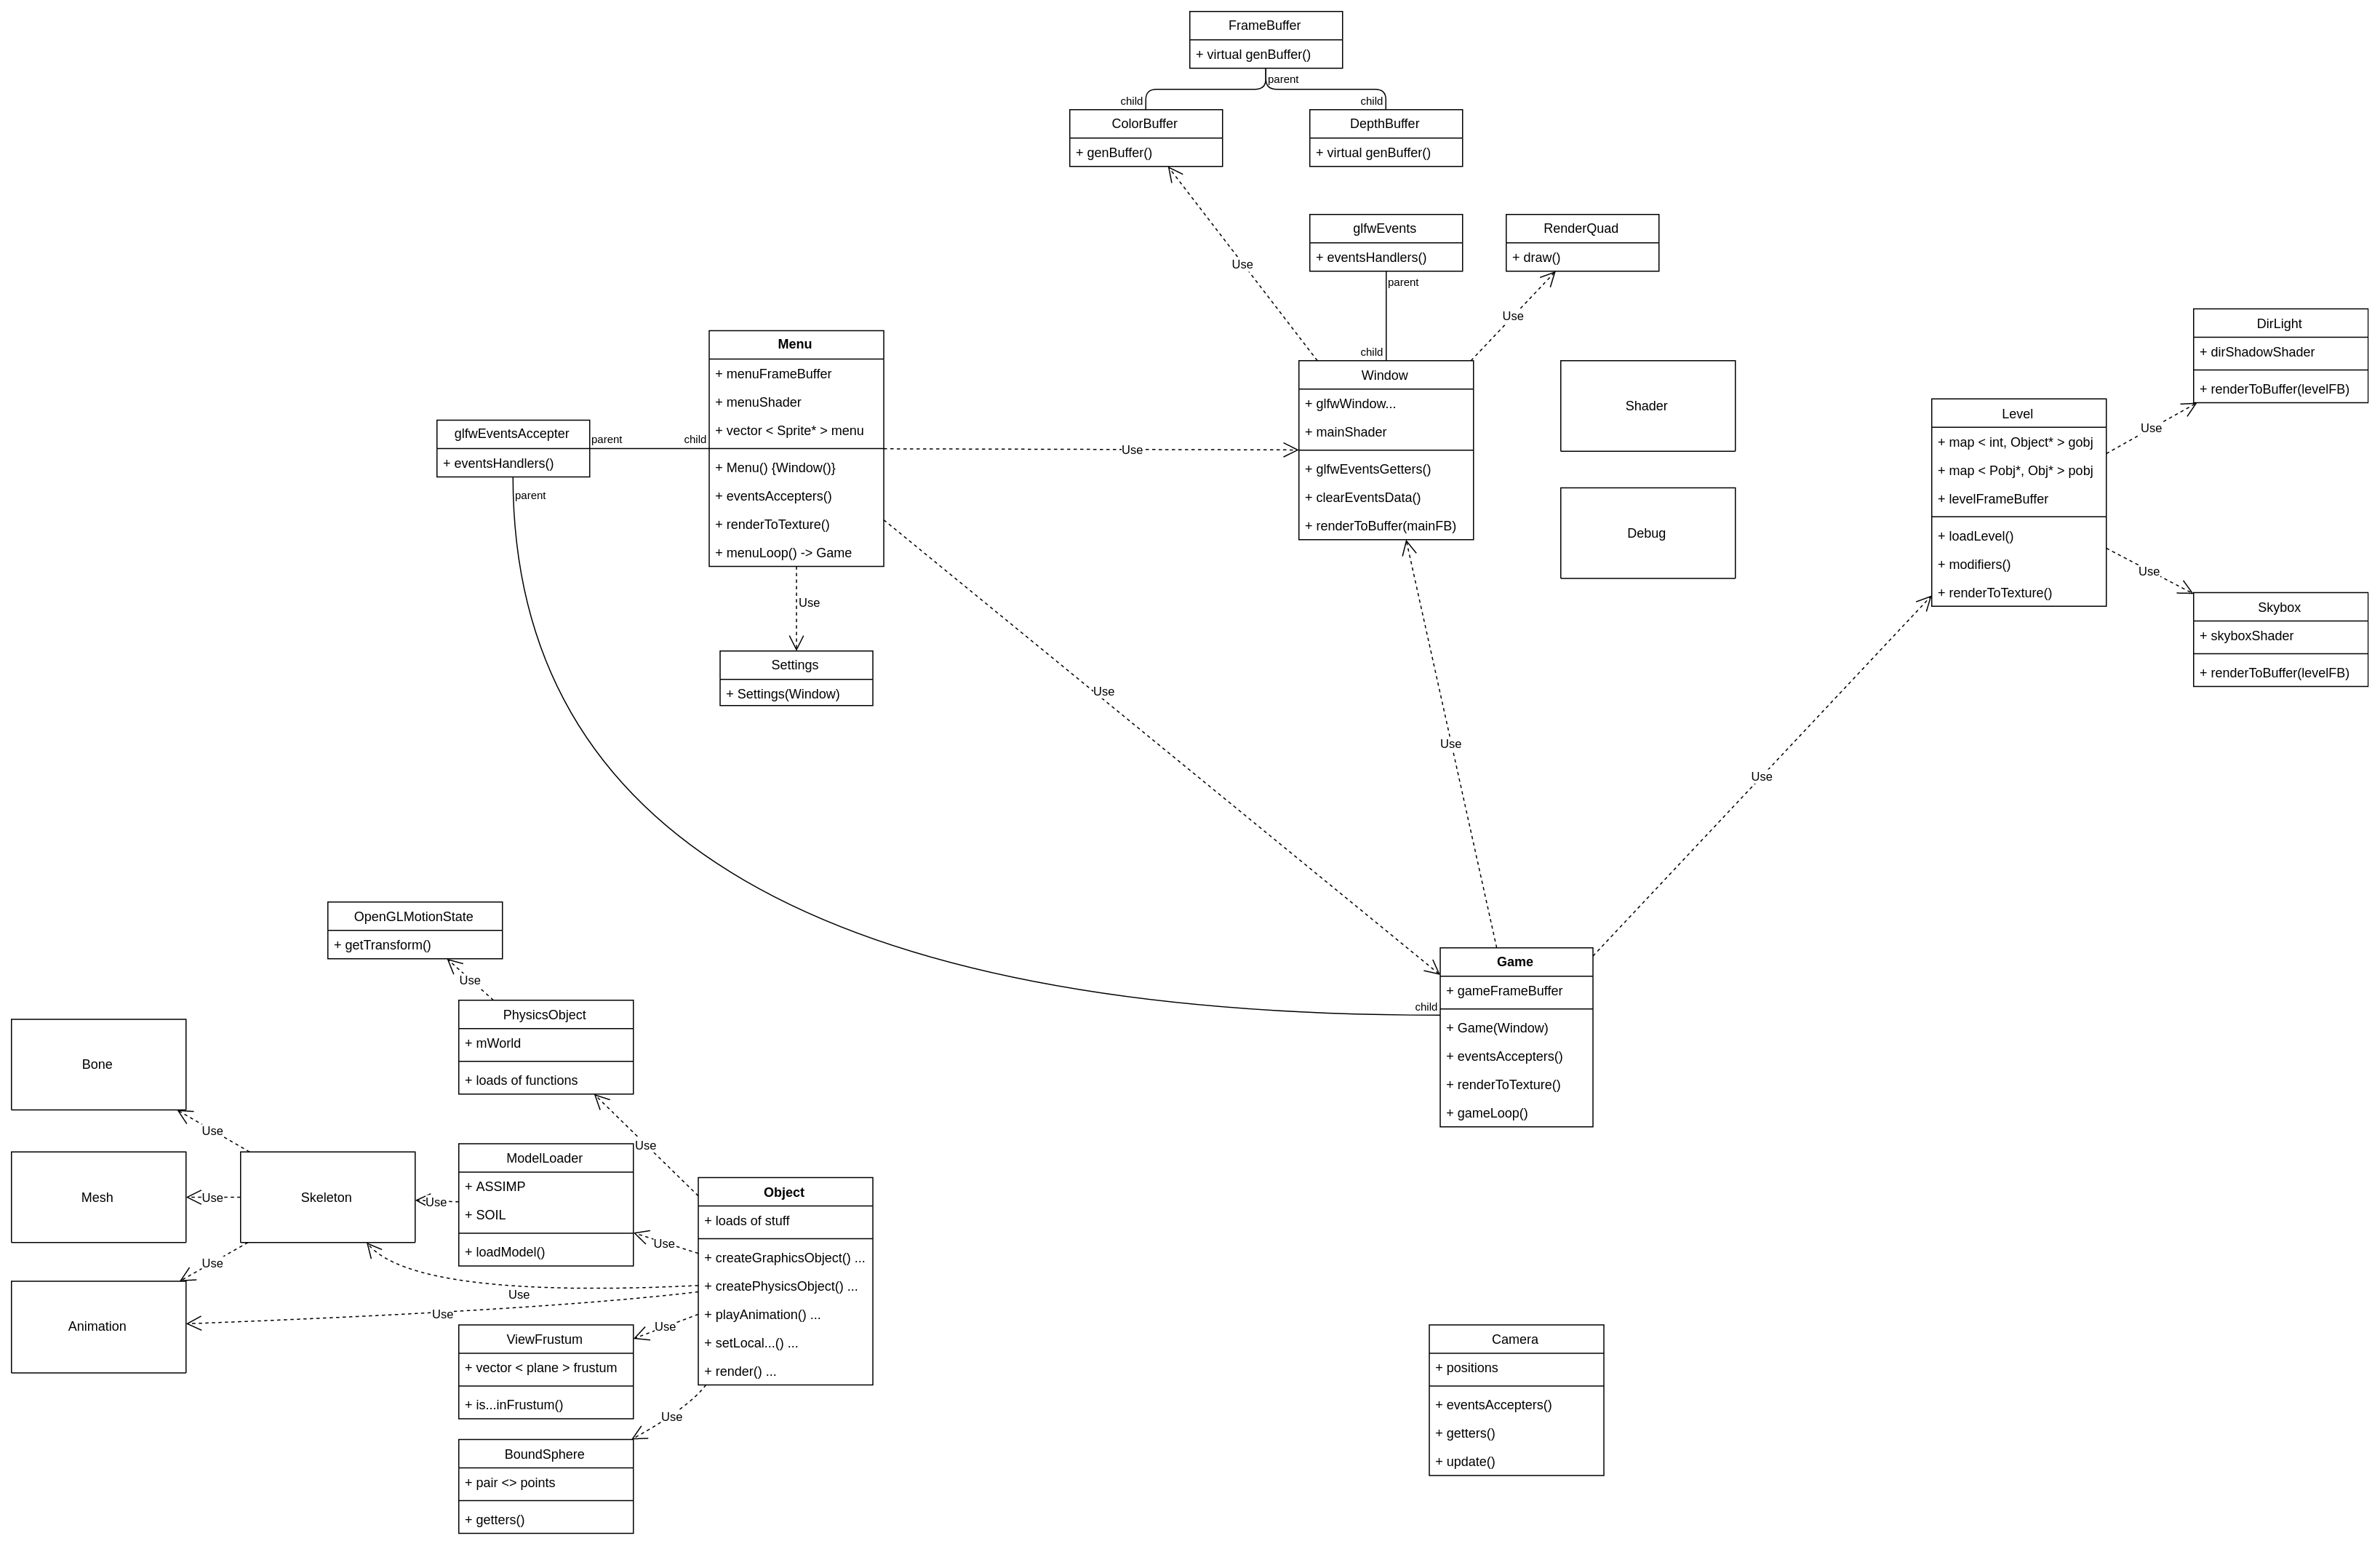 FrameBuffer
+ virtual genBuffer()
parent
child
child
ColorBuffer
+ genBuffer()
DepthBuffer
+ virtual genBuffer()
Use
glfwEvents
+ eventsHandlers()
parent
child
RenderQuad
+ draw()
Use
Menu
+ menuFrameBuffer
+ menuShader
+ vector < Sprite* > menu
+ Menu() {Window()}
+ eventsAccepters()
+ renderToTexture()
+ menuLoop() -> Game
glfwEventsAccepter
+ eventsHandlers()
parent
child
parent
Use
Window
+ glfwWindow...
+ mainShader
+ glfwEventsGetters()
+ clearEventsData()
+ renderToBuffer(mainFB)
Shader
Debug
Level
+ map < int, Object* > gobj
+ map < Pobj*, Obj* > pobj
+ levelFrameBuffer
+ loadLevel()
+ modifiers()
+ renderToTexture()
Use
DirLight
+ dirShadowShader
+ renderToBuffer(levelFB)
Use
Skybox
+ skyboxShader
+ renderToBuffer(levelFB)
Use
Settings
+ Settings(Window)
Use
Use
Use
child
Game
+ gameFrameBuffer
+ Game(Window)
+ eventsAccepters()
+ renderToTexture()
+ gameLoop()
OpenGLMotionState
+ getTransform()
Use
PhysicsObject
+ mWorld
+ loads of functions
Bone
Use
Mesh
Use
Skeleton
Use
Animation
Use
ModelLoader
+ ASSIMP
+ SOIL
+ loadModel()
Use
Use
Use
Use
Object
+ loads of stuff
+ createGraphicsObject() ...
+ createPhysicsObject() ...
+ playAnimation() ...
+ setLocal...() ...
+ render() ...
Use
ViewFrustum
+ vector < plane > frustum
+ is...inFrustum()
Use
BoundSphere
+ pair <> points
+ getters()
Camera
+ positions
+ eventsAccepters()
+ getters()
+ update()